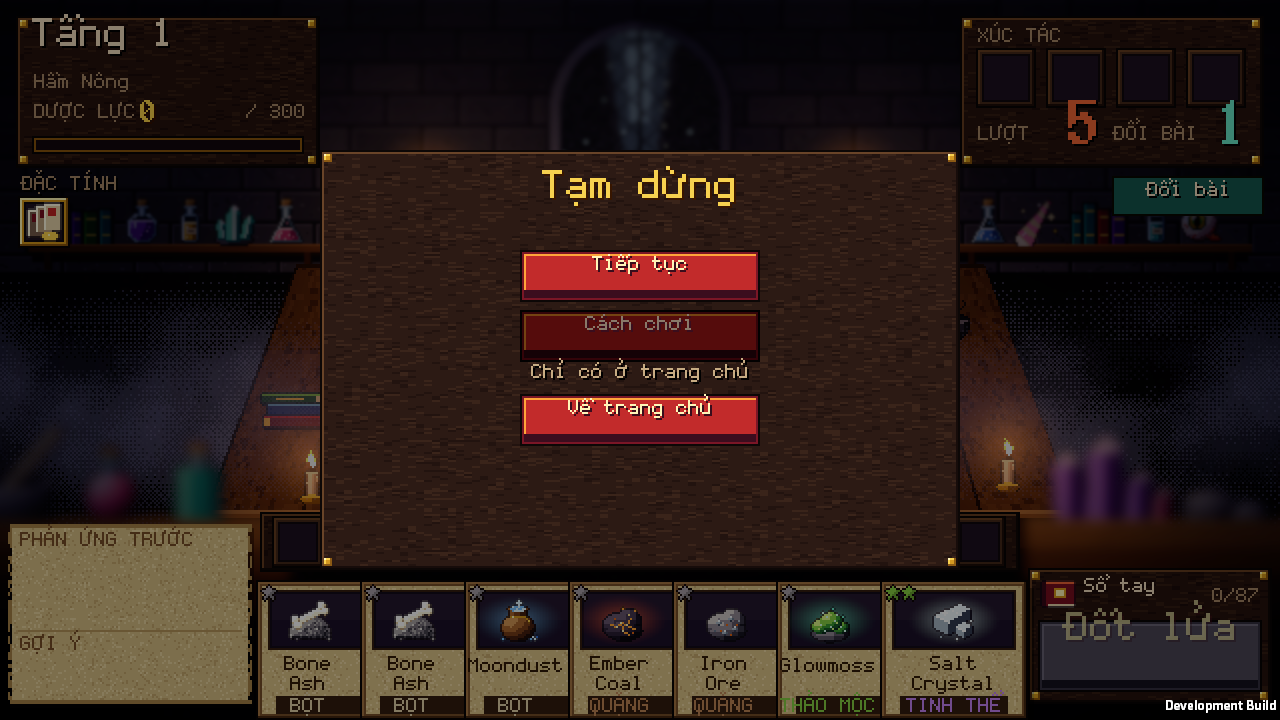 Tầng 1
Hầm Nông
DƯỢC LỰC 0 / 300
ĐẶC TÍNH
XÚC TÁC
LƯỢT 5 ĐỔI BÀI 1
Đổi bài
Tạm dừng
Tiếp tục
Cách chơi
Chỉ có ở trang chủ
Về trang chủ
PHẢN ỨNG TRƯỚC
GỢI Ý
Bone Ash
BỘT
Bone Ash
BỘT
Moondust
BỘT
Ember Coal
QUẶNG
Iron Ore
QUẶNG
Glowmoss
THẢO MỘC
Salt Crystal
TINH THỂ
Sổ tay
0/87
Đốt lửa
Development Build